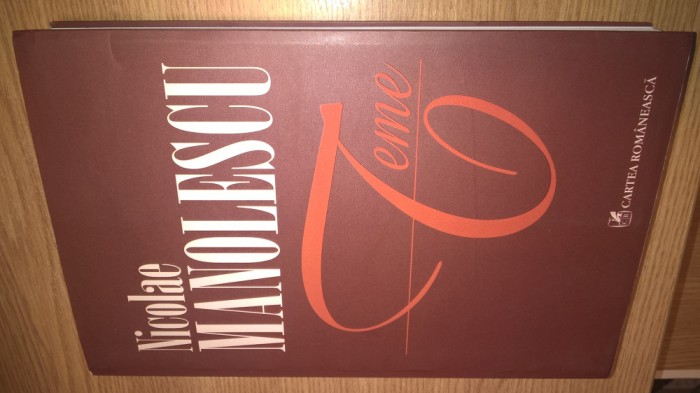 Nicolae
MANOLESCU
Teme
CARTEA ROMÂNEASCĂ